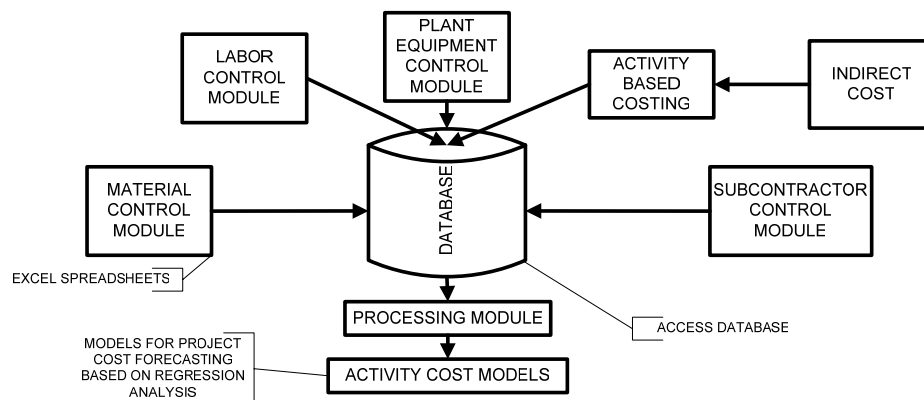 LABOR
CONTROL
MODULE
PLANT
EQUIPMENT
CONTROL
MODULE
ACTIVITY
BASED
COSTING
INDIRECT
COST
MATERIAL
CONTROL
MODULE
DATABASE
SUBCONTRACTOR
CONTROL
MODULE
EXCEL SPREADSHEETS
PROCESSING MODULE
ACCESS DATABASE
MODELS FOR PROJECT
COST FORECASTING
BASED ON REGRESSION
ANALYSIS
ACTIVITY COST MODELS